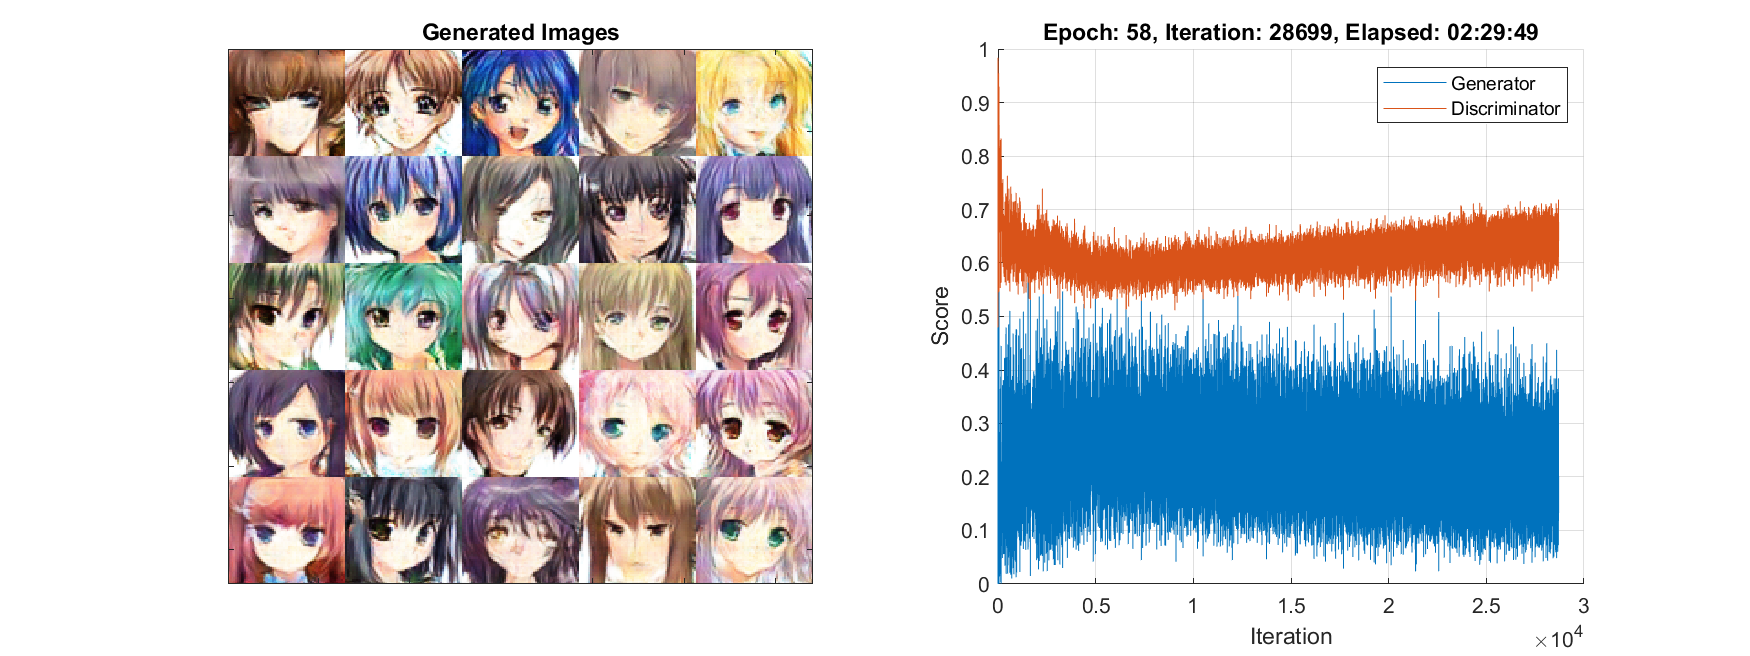 Generated Images
Epoch: 58, Iteration: 28699, Elapsed: 02:29:49
Generator
Discriminator
1
0.9
0.8
0.7
0.6
0.5
0.4
0.3
0.2
0.1
0
Score
0 0.5 1 1.5 2 2.5 3
Iteration
×10⁴